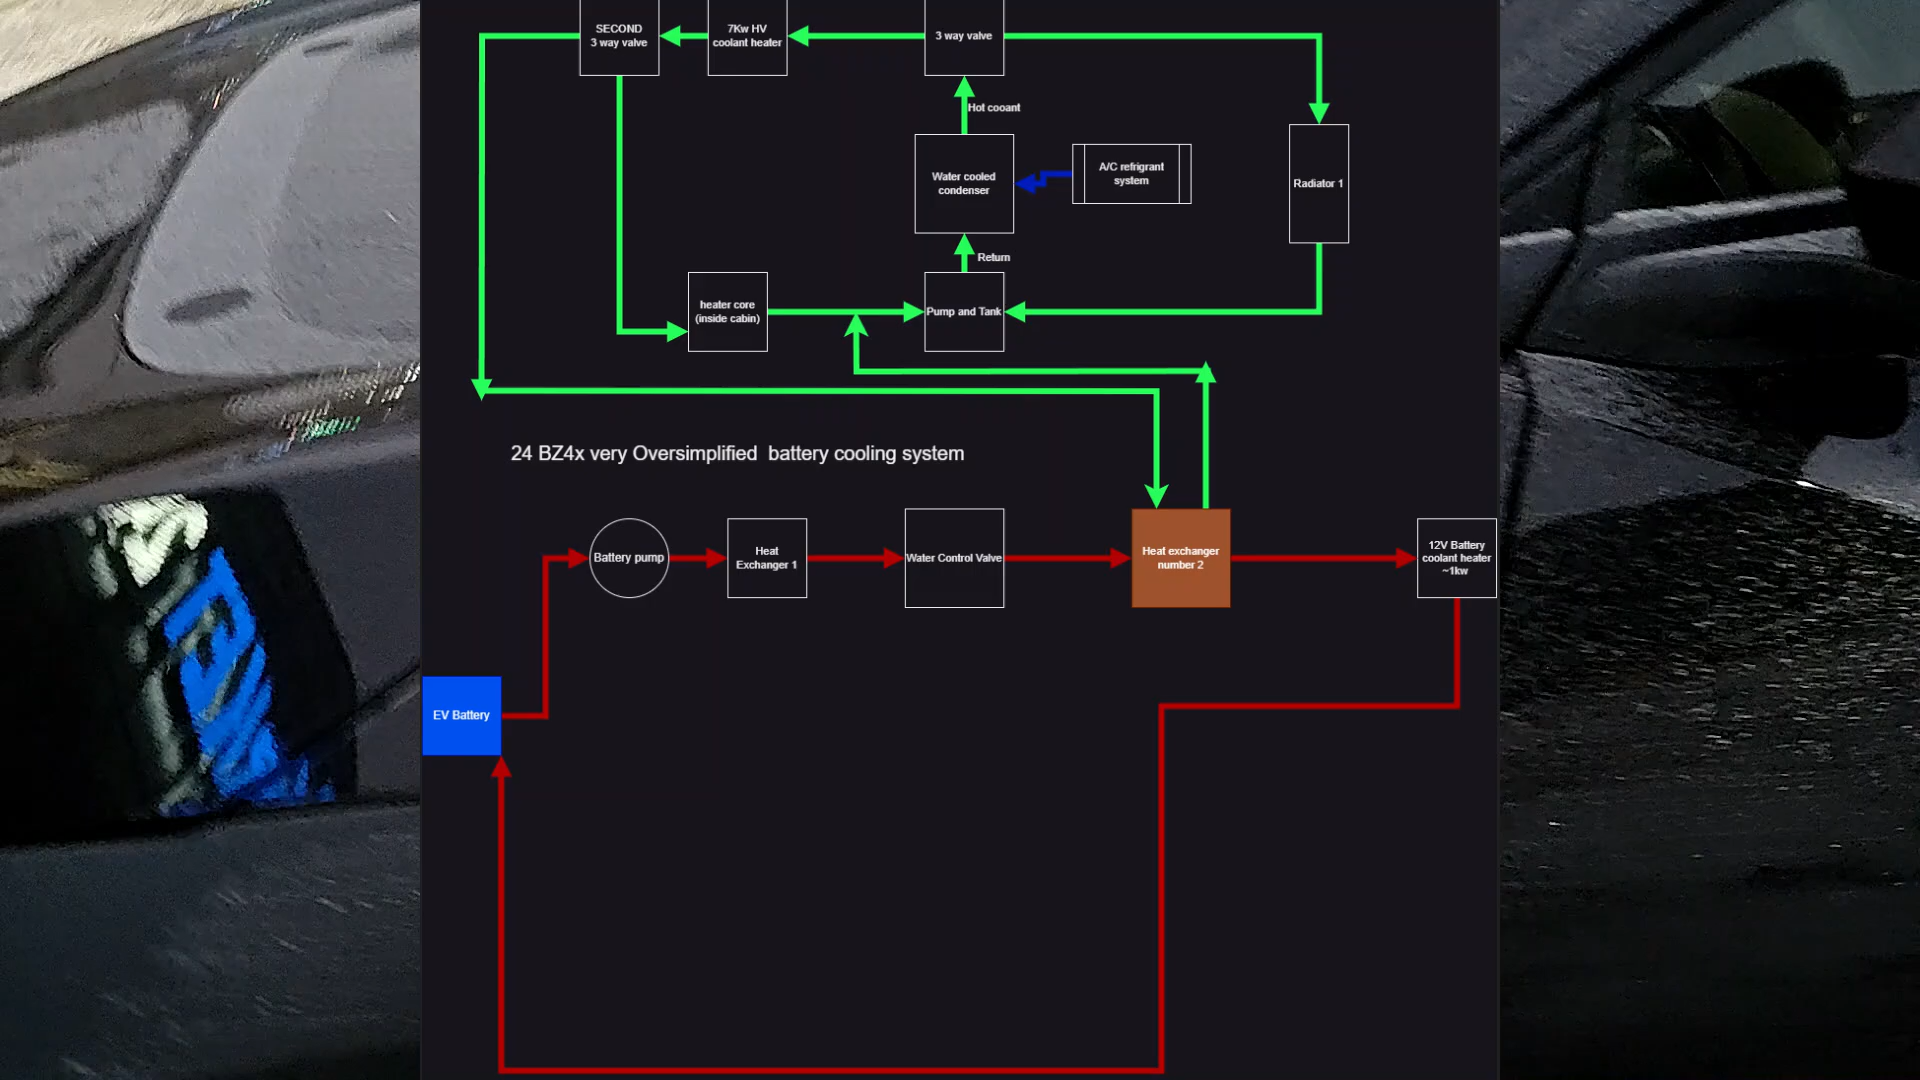 SECOND
3 way valve
7Kw HV
coolant heater
3 way valve
Hot cooant
Water cooled
condenser
A/C refrigrant
system
Radiator 1
Return
heater core
(inside cabin)
Pump and Tank
24 BZ4x very Oversimplified  battery cooling system
Battery pump
Heat
Exchanger 1
Water Control Valve
Heat exchanger
number 2
12V Battery
coolant heater
~1kw
EV Battery